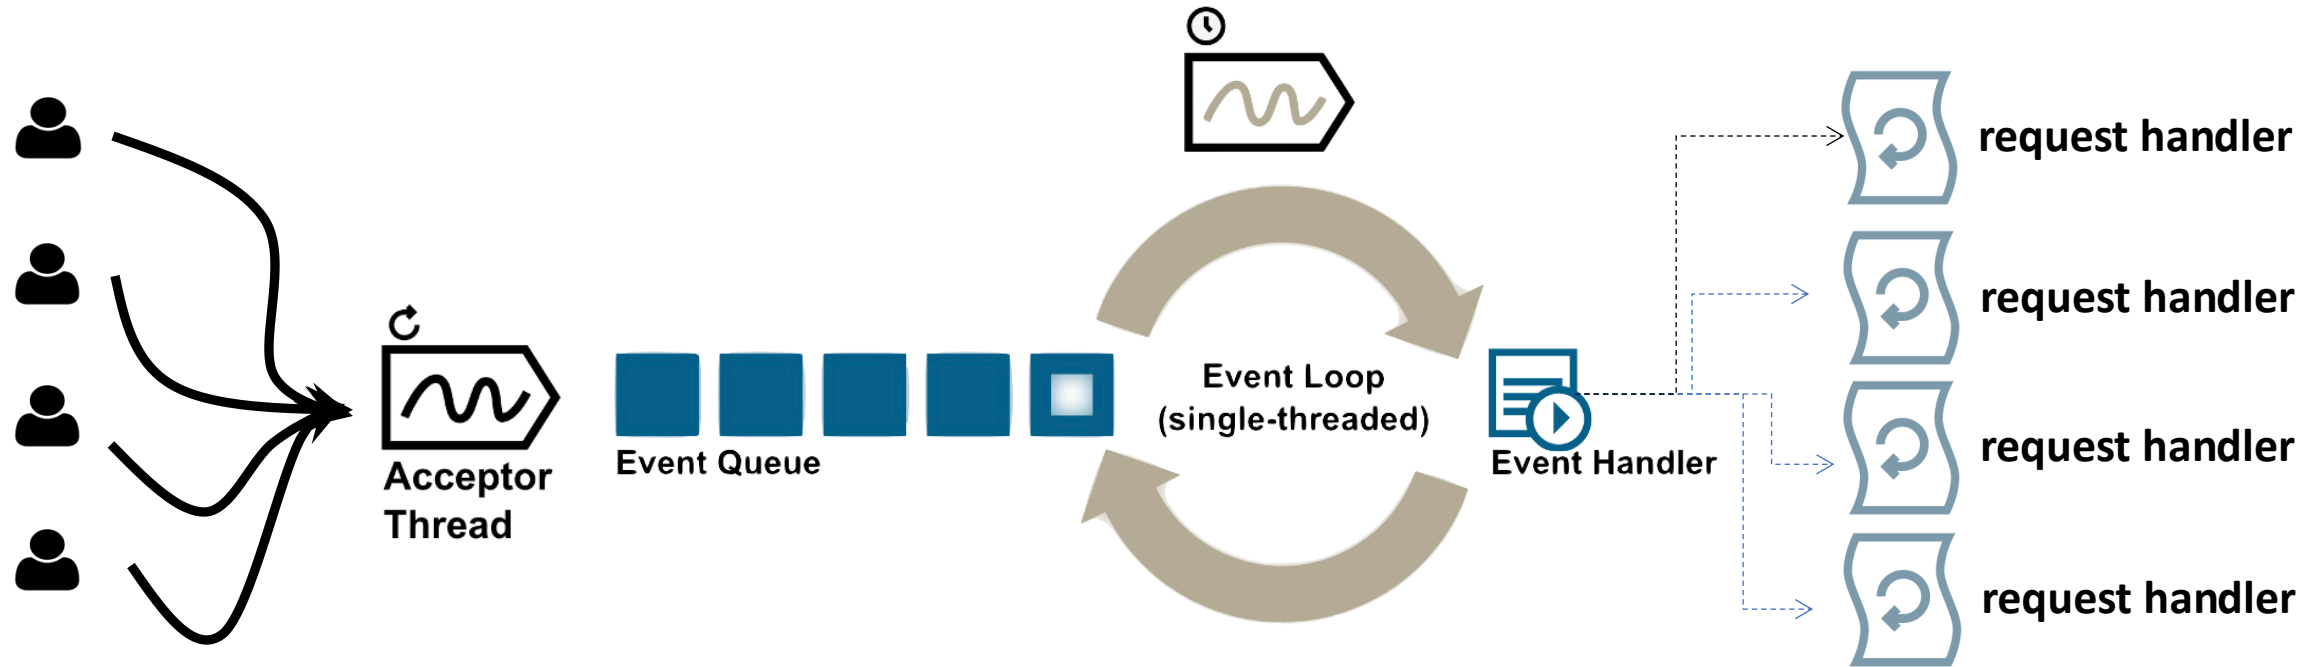 Acceptor
Thread
Event Queue
Event Loop
(single-threaded)
Event Handler
request handler
request handler
request handler
request handler